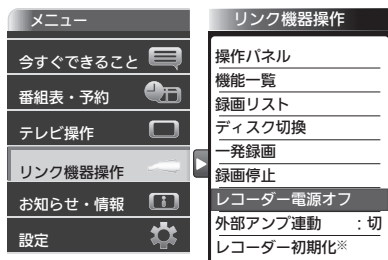 メニュー
今すぐできること
番組表・予約
テレビ操作
リンク機器操作
お知らせ・情報
設定
リンク機器操作
操作パネル
機能一覧
録画リスト
ディスク切換
一発録画
録画停止
レコーダー電源オフ
外部アンプ連動 :切
レコーダー初期化※